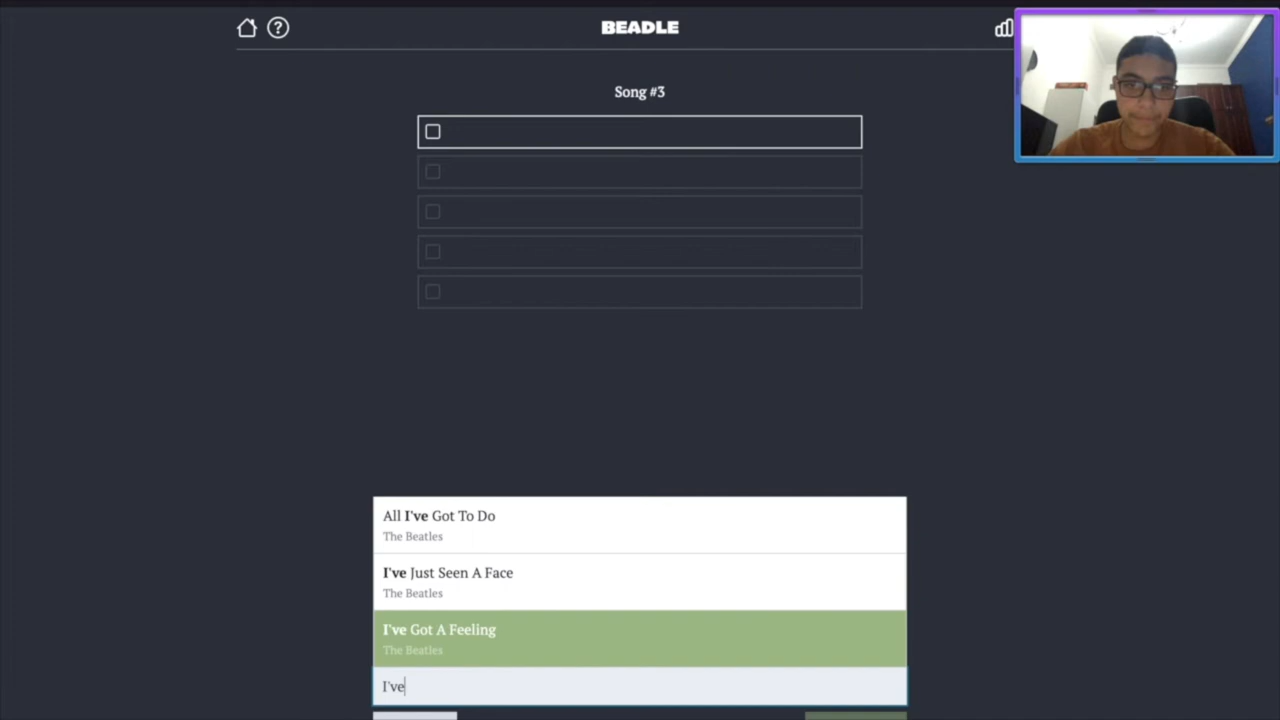 BEADLE
Song #3
All I've Got To Do
The Beatles
I've Just Seen A Face
The Beatles
I've Got A Feeling
The Beatles
I've